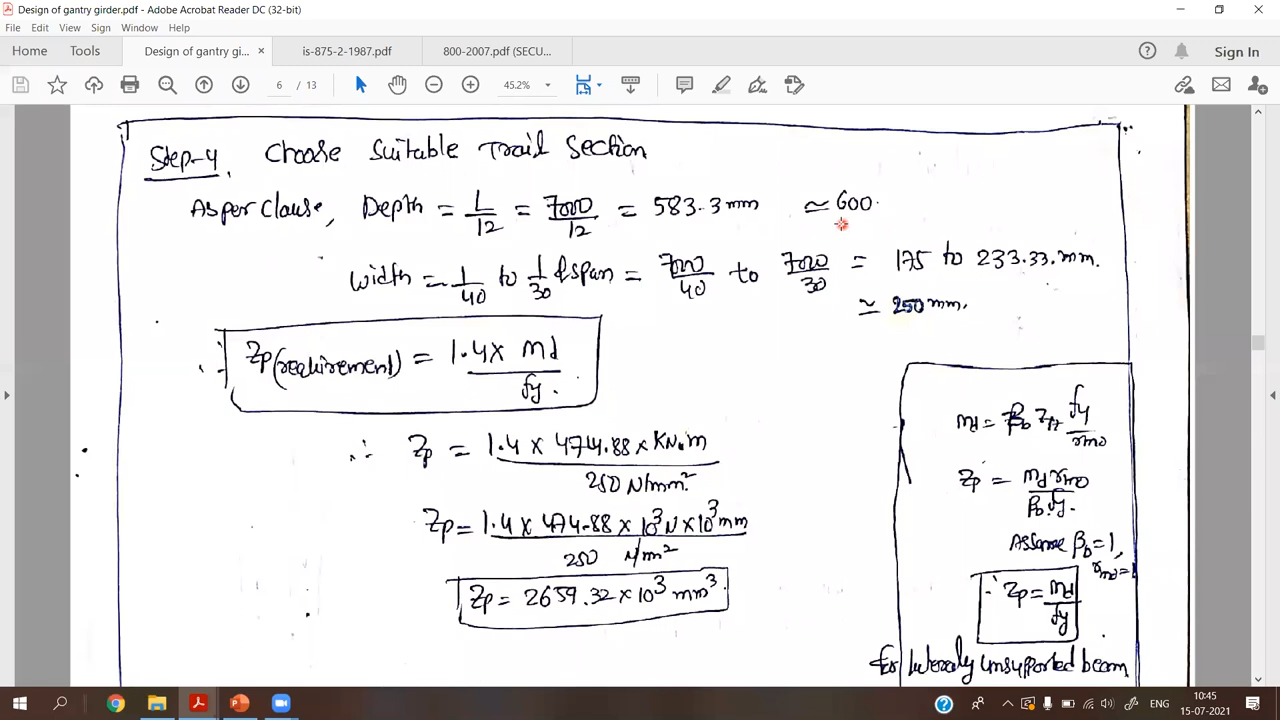 Design of gantry girder.pdf - Adobe Acrobat Reader DC (32-bit)
File Edit View Sign Window Help
Home Tools Design of gantry gi... × is-875-2-1987.pdf 800-2007.pdf (SECU... Sign In
6 / 13 45.2%
Step-4. Choose Suitable Trail Section
As per Clause, Depth = L/12 = 7000/12 = 583.3mm ≃ 600.
Width = 1/40 to 1/30 of span = 7000/40 to 7000/30 = 175 to 233.33.mm.
≃ 250mm.
∴ Zp(requirement) = 1.4 x Md/fy.
∴ Zp = 1.4 x 474.88 x KN.m / 250 N/mm²
Zp = 1.4 x 474.88 x 10³ N x 10³ mm / 250 N/mm²
Zp = 2659.32 x 10³ mm³
Md = βb Zp fy/γmo
Zp = Md γmo / βb.fy.
Assume βb = 1,
γmo = 1
∴ Zp = Md/fy
for laterally unsupported beam
ENG 10:45
15-07-2021